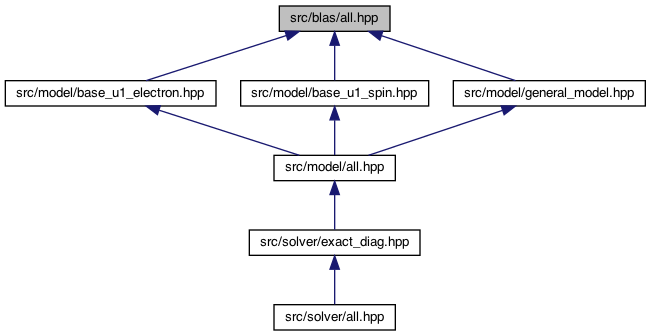 src/blas/all.hpp
src/model/base_u1_electron.hpp
src/model/base_u1_spin.hpp
src/model/general_model.hpp
src/model/all.hpp
src/solver/exact_diag.hpp
src/solver/all.hpp